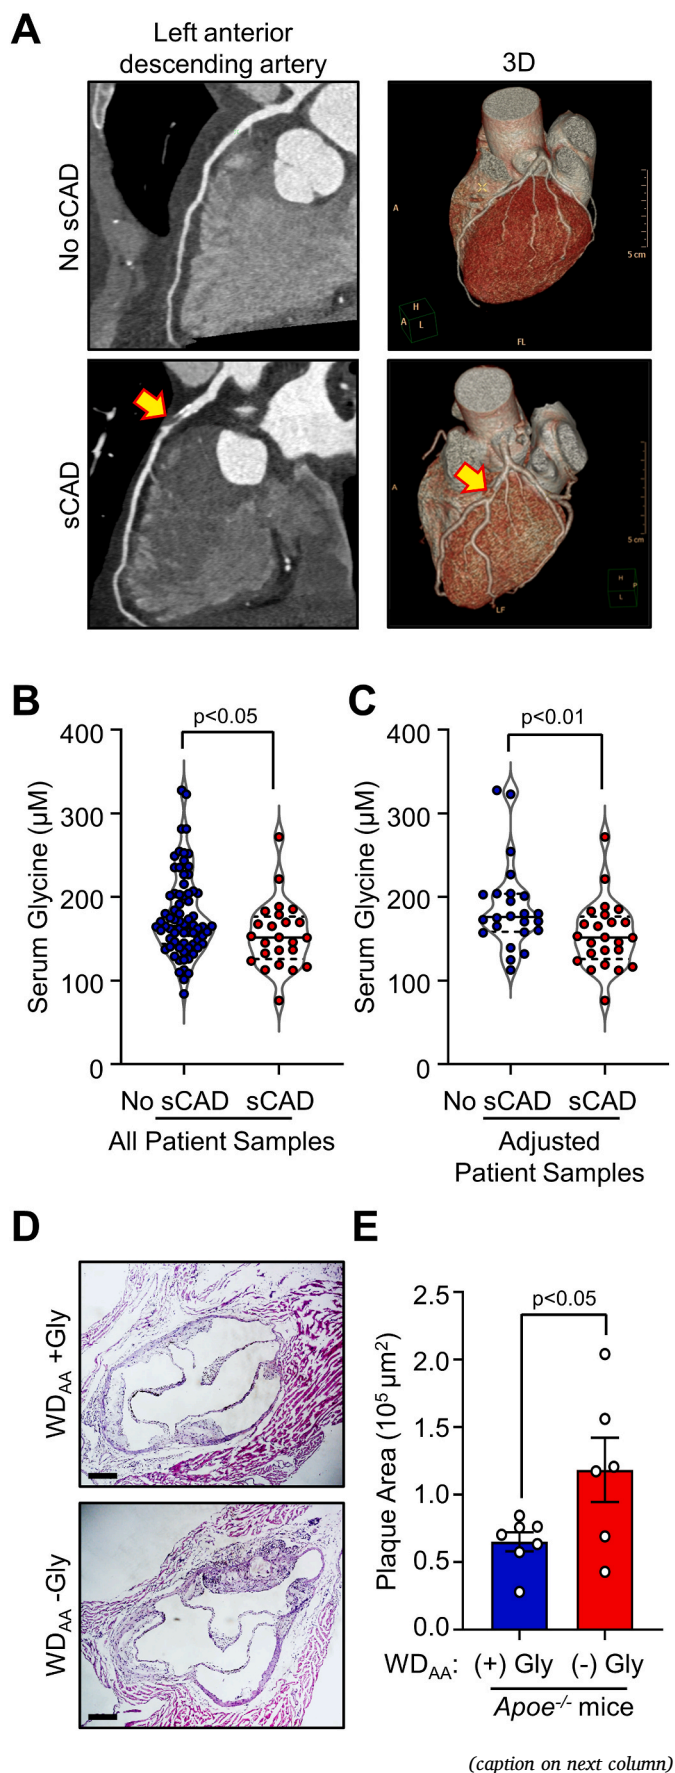 A
Left anterior
descending artery
3D
No sCAD
A
5 cm
H
A
L
FL
sCAD
A
5 cm
H
P
L
LF
B
Serum Glycine (µM)
400
300
200
100
0
p<0.05
No sCAD
sCAD
All Patient Samples
C
Serum Glycine (µM)
400
300
200
100
0
p<0.01
No sCAD
sCAD
Adjusted
Patient Samples
D
WDAA +Gly
WDAA -Gly
E
Plaque Area (10⁵ µm²)
2.5
2.0
1.5
1.0
0.5
0.0
p<0.05
WDAA: (+) Gly (-) Gly
Apoe-/- mice
(caption on next column)